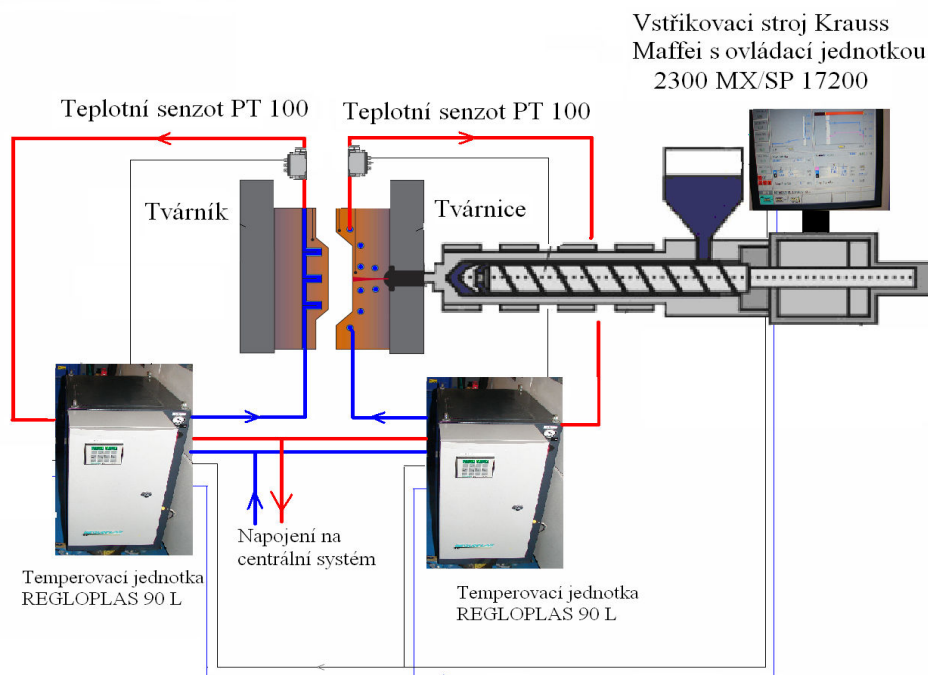 Vstřikovaci stroj Krauss
Maffei s ovládací jednotkou
2300 MX/SP 17200
Teplotní senzot PT 100
Teplotní senzot PT 100
Tvárník
Tvárnice
Napojení na
centrální systém
Temperovací jednotka
REGLOPLAS 90 L
Temperovací jednotka
REGLOPLAS 90 L